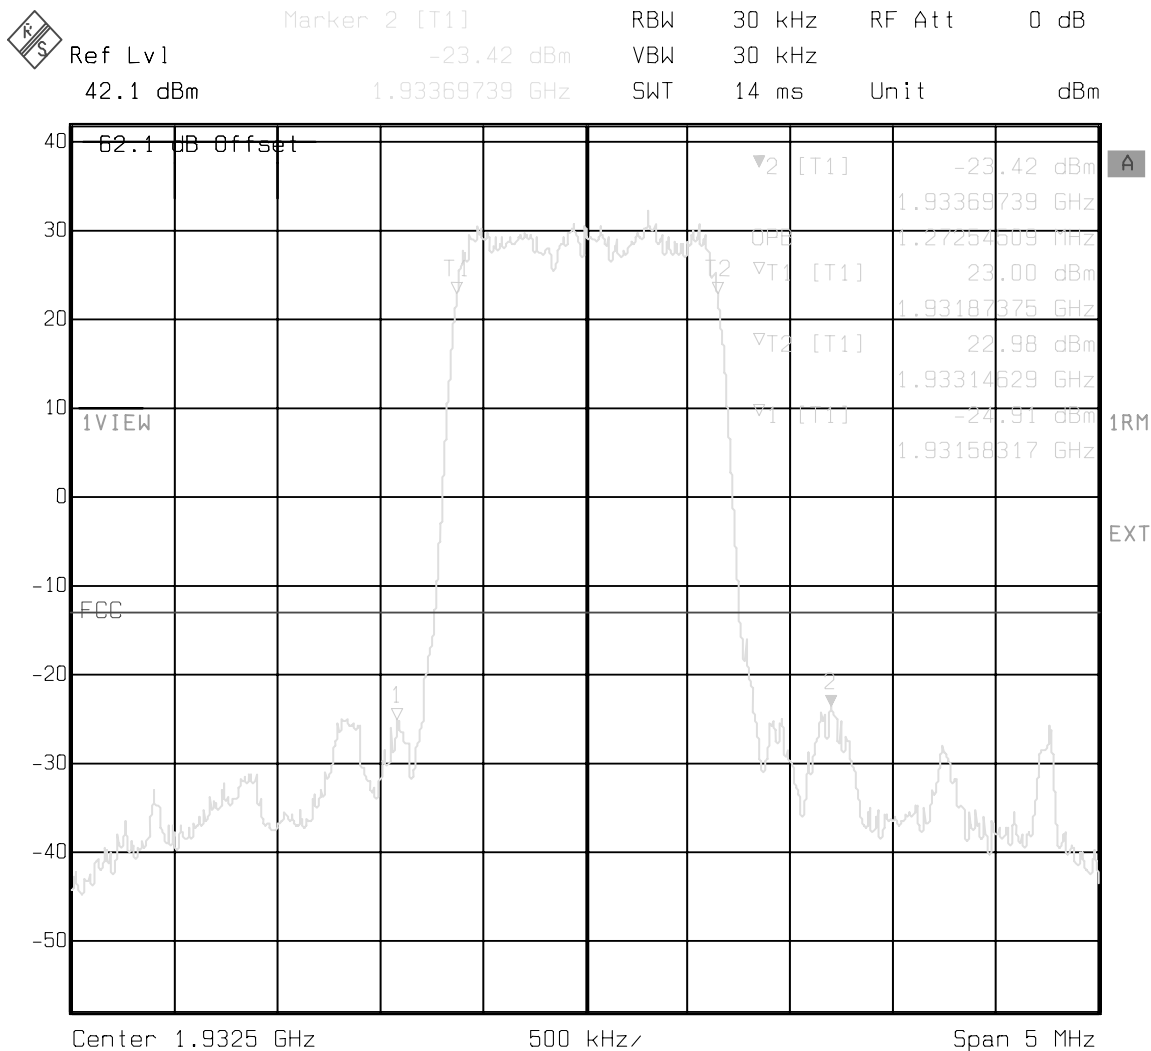 Marker 2 [T1] RBW 30 kHz RF Att 0 dB
Ref Lvl -23.42 dBm VBW 30 kHz
42.1 dBm 1.93369739 GHz SWT 14 ms Unit dBm
40 62.1 dB Offset
▼2 [T1] -23.42 dBm A
1.93369739 GHz
30
OPB 1.27254509 MHz
T1 T2 ▽T1 [T1] 23.00 dBm
1.93187375 GHz
20
▽T2 [T1] 22.98 dBm
1.93314629 GHz
10
▽1 [T1] -24.91 dBm
1VIEW 1RM
1.93158317 GHz
0
EXT
-10
FCC
-20
1 2
-30
-40
-50
Center 1.9325 GHz 500 kHz/ Span 5 MHz
R S